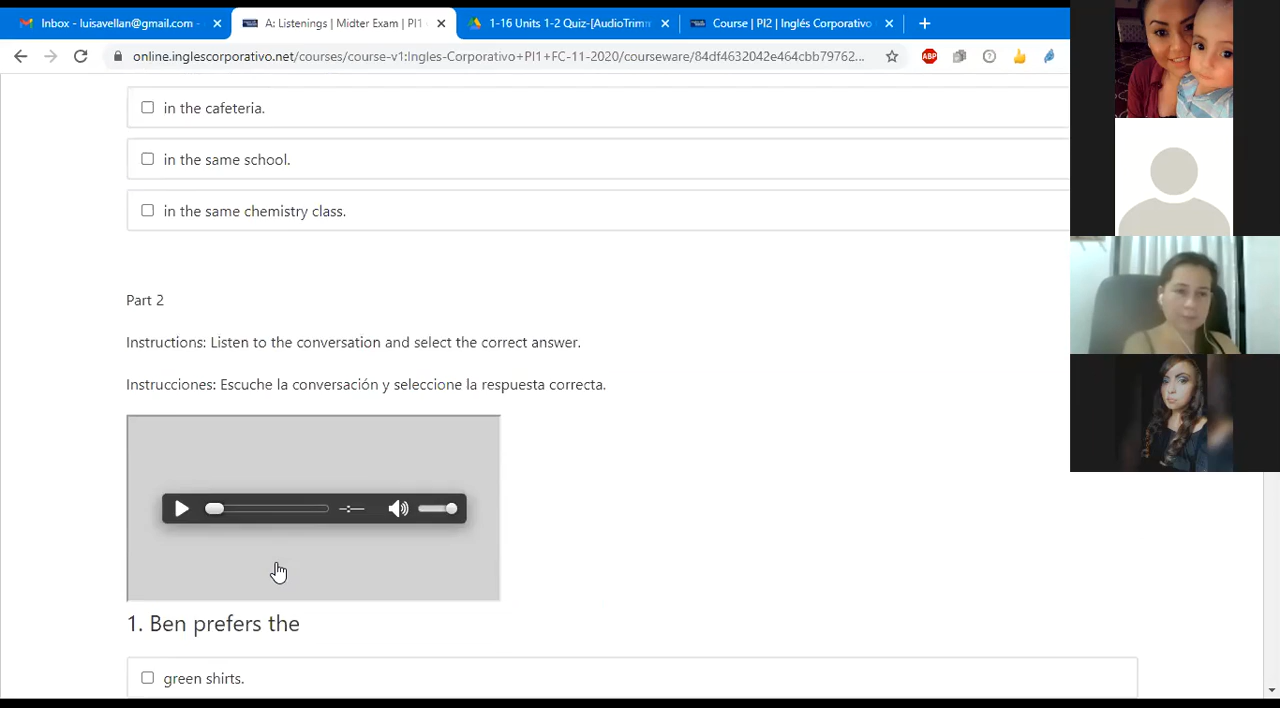 Inbox - luisavellan@gmail.com -
A: Listenings | Midter Exam | PI1
1-16 Units 1-2 Quiz-[AudioTrimm
Course | PI2 | Inglés Corporativo
online.inglescorporativo.net/courses/course-v1:Ingles-Corporativo+PI1+FC-11-2020/courseware/84df4632042e464cbb79762...
ABP
in the cafeteria.
in the same school.
in the same chemistry class.
Part 2
Instructions: Listen to the conversation and select the correct answer.
Instrucciones: Escuche la conversación y seleccione la respuesta correcta.
1. Ben prefers the
green shirts.